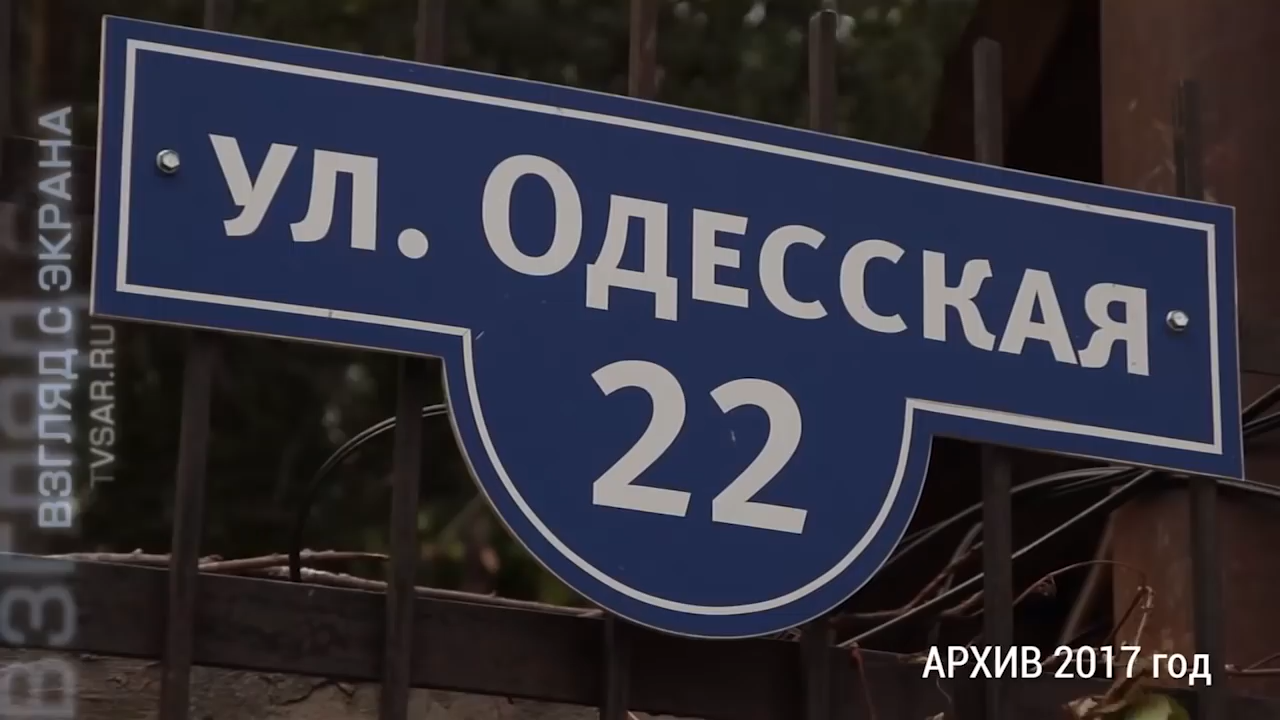 ул. Одесская
22
ВЗГЛЯД С ЭКРАНА
TVSAR.RU
АРХИВ 2017 год